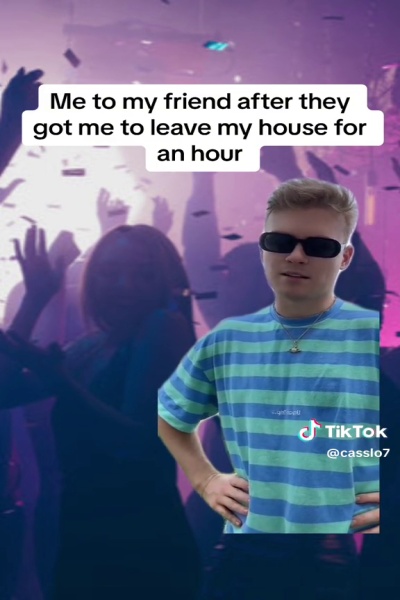 Me to my friend after they
got me to leave my house for
an hour
TikTok
@casslo7